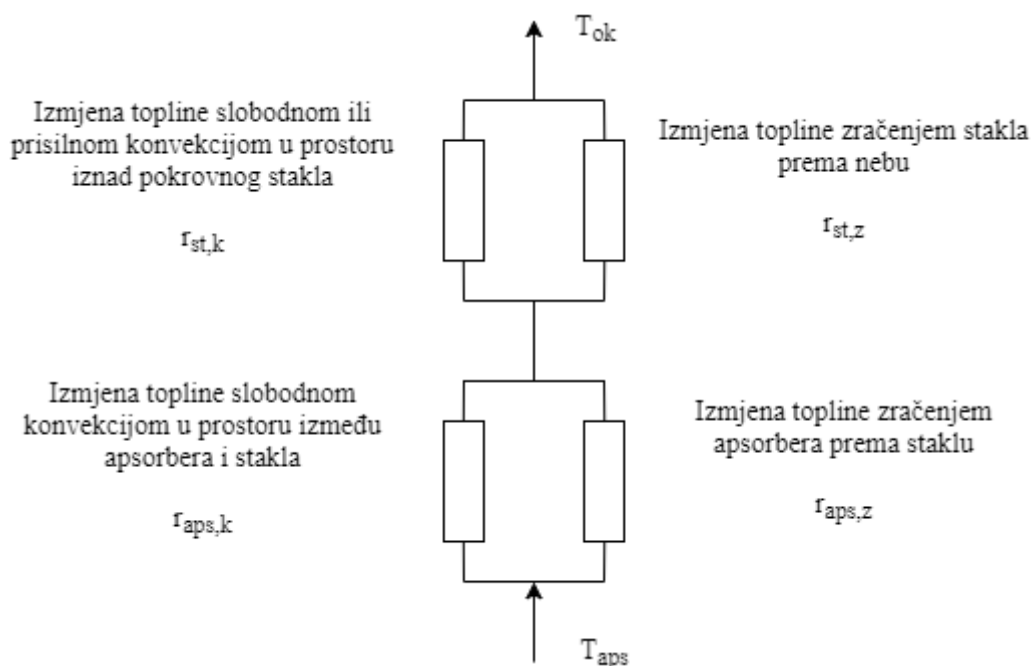 T_ok
Izmjena topline slobodnom ili
prisilnom konvekcijom u prostoru
iznad pokrovnog stakla
r_st,k
Izmjena topline zračenjem stakla
prema nebu
r_st,z
Izmjena topline slobodnom
konvekcijom u prostoru između
apsorbera i stakla
r_aps,k
Izmjena topline zračenjem
apsorbera prema staklu
r_aps,z
T_aps